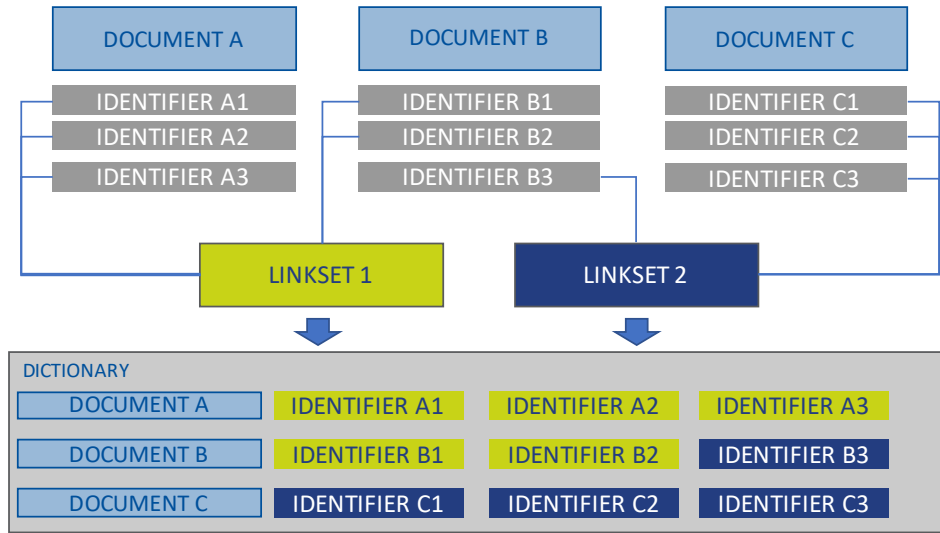 DOCUMENT A
DOCUMENT B
DOCUMENT C
IDENTIFIER A1
IDENTIFIER B1
IDENTIFIER C1
IDENTIFIER A2
IDENTIFIER B2
IDENTIFIER C2
IDENTIFIER A3
IDENTIFIER B3
IDENTIFIER C3
LINKSET 1
LINKSET 2
DICTIONARY
DOCUMENT A
IDENTIFIER A1
IDENTIFIER A2
IDENTIFIER A3
DOCUMENT B
IDENTIFIER B1
IDENTIFIER B2
IDENTIFIER B3
DOCUMENT C
IDENTIFIER C1
IDENTIFIER C2
IDENTIFIER C3